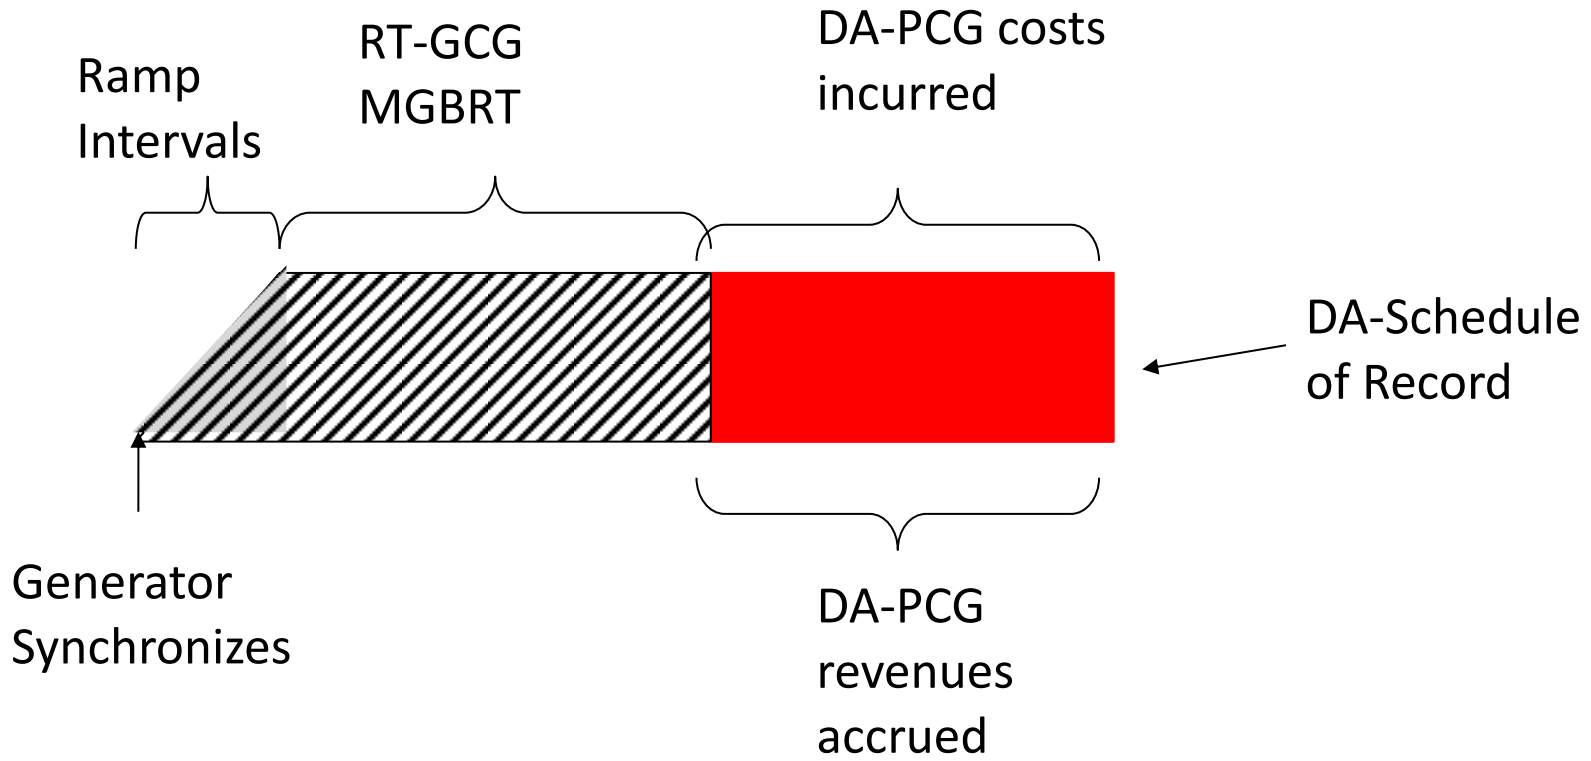 Ramp
Intervals
RT-GCG
MGBRT
DA-PCG costs
incurred
DA-Schedule
of Record
Generator
Synchronizes
DA-PCG
revenues
accrued